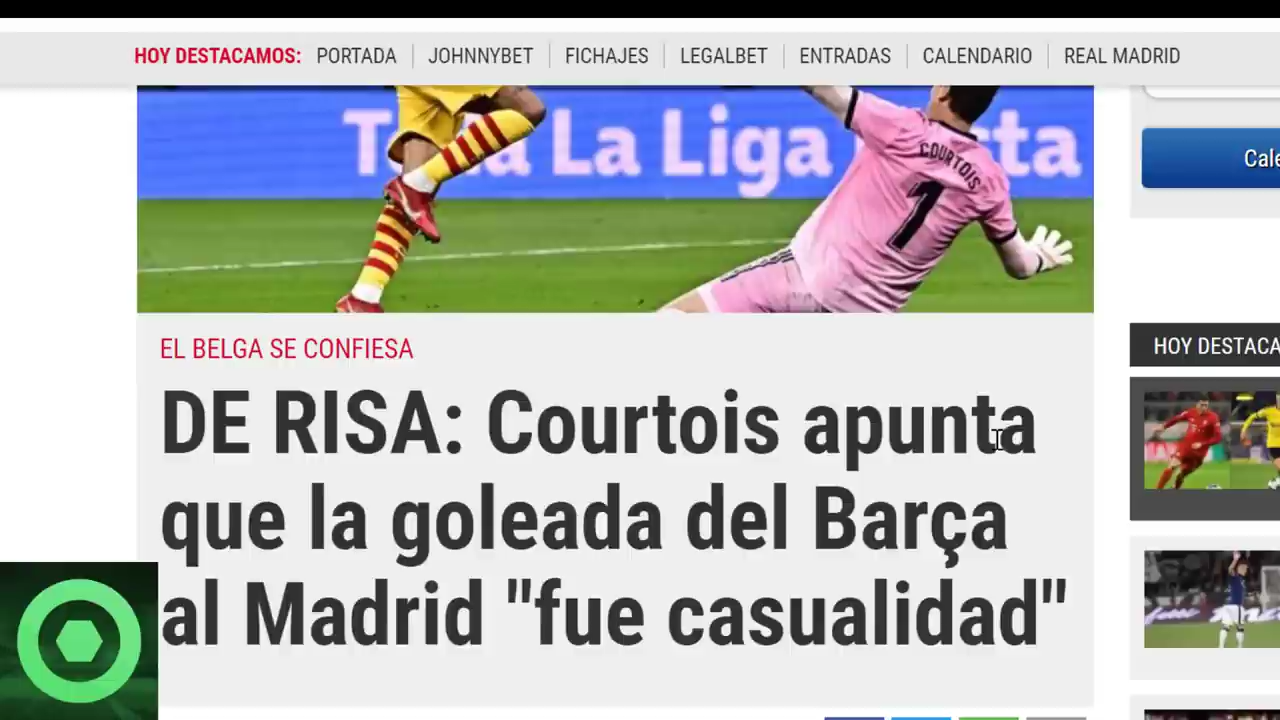 HOY DESTACAMOS: PORTADA JOHNNYBET FICHAJES LEGALBET ENTRADAS CALENDARIO REAL MADRID
La Liga
COURTOIS
1
EL BELGA SE CONFIESA
DE RISA: Courtois apunta
que la goleada del Barça
al Madrid "fue casualidad"
HOY DESTACA